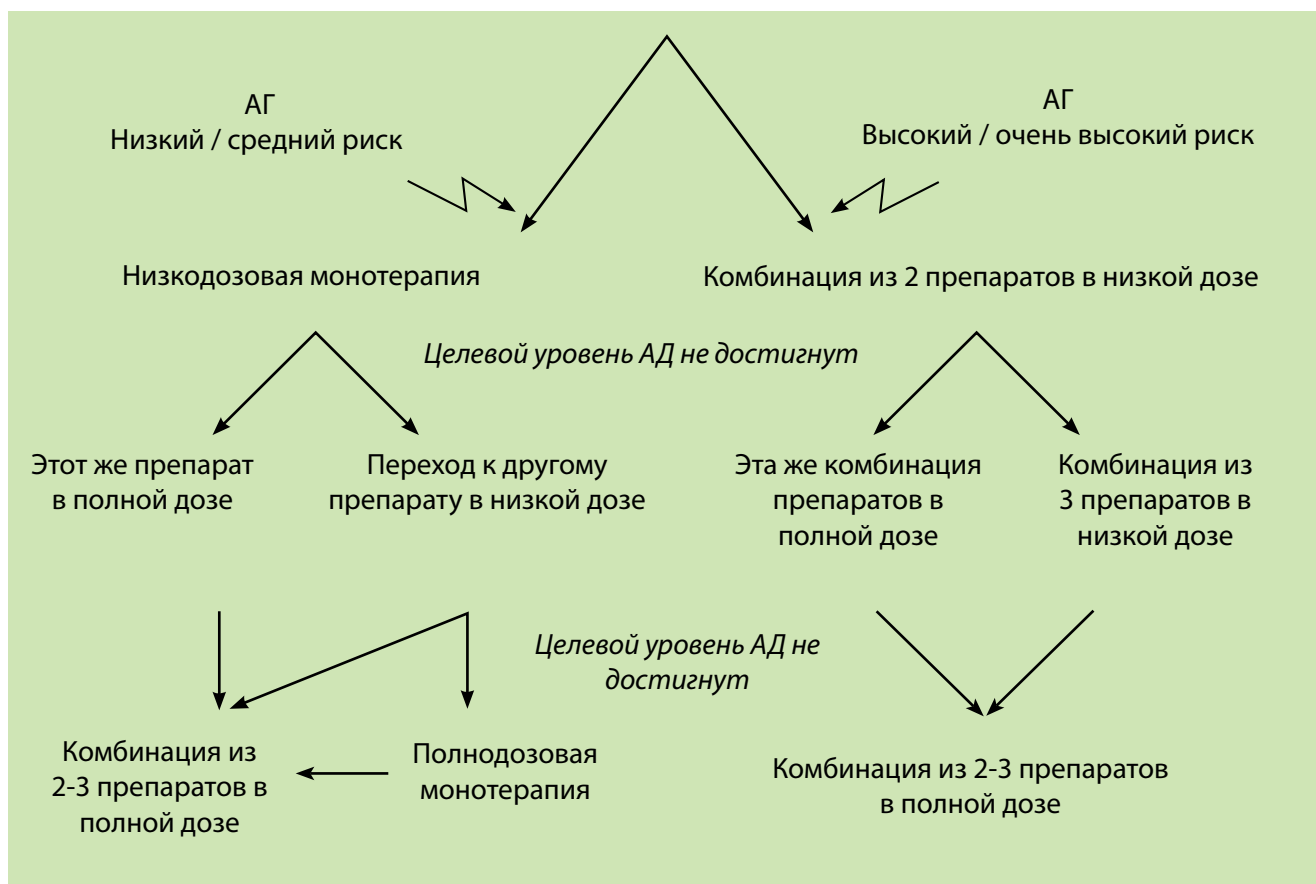 АГ
Низкий / средний риск
АГ
Высокий / очень высокий риск
Низкодозовая монотерапия
Комбинация из 2 препаратов в низкой дозе
Целевой уровень АД не достигнут
Этот же препарат
в полной дозе
Переход к другому
препарату в низкой дозе
Эта же комбинация
препаратов в
полной дозе
Комбинация из
3 препаратов в
низкой дозе
Целевой уровень АД не
достигнут
Комбинация из
2-3 препаратов в
полной дозе
Полнодозовая
монотерапия
Комбинация из 2-3 препаратов
в полной дозе